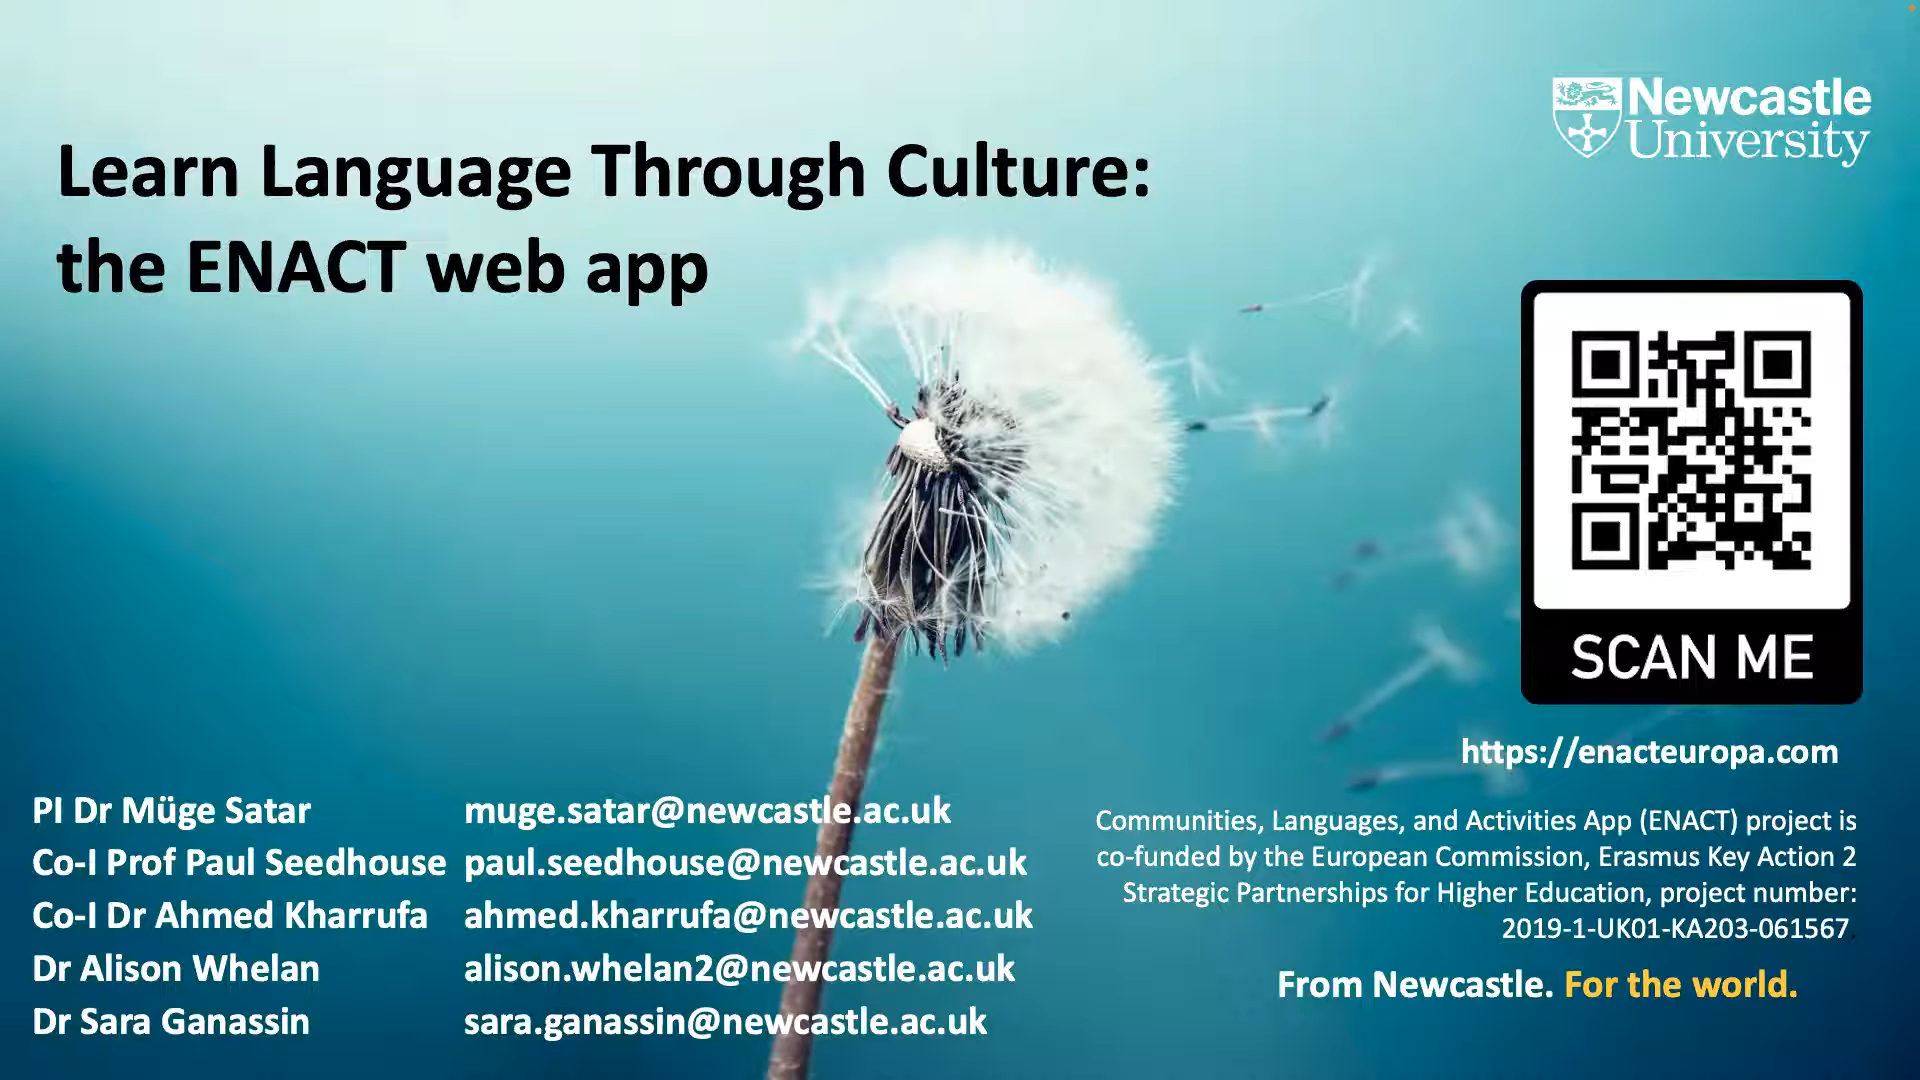 Newcastle
University
Learn Language Through Culture:
the ENACT web app
SCAN ME
https://enacteuropa.com
PI Dr Müge Satar muge.satar@newcastle.ac.uk
Co-I Prof Paul Seedhouse paul.seedhouse@newcastle.ac.uk
Co-I Dr Ahmed Kharrufa ahmed.kharrufa@newcastle.ac.uk
Dr Alison Whelan alison.whelan2@newcastle.ac.uk
Dr Sara Ganassin sara.ganassin@newcastle.ac.uk
Communities, Languages, and Activities App (ENACT) project is
co-funded by the European Commission, Erasmus Key Action 2
Strategic Partnerships for Higher Education, project number:
2019-1-UK01-KA203-061567.
From Newcastle. For the world.